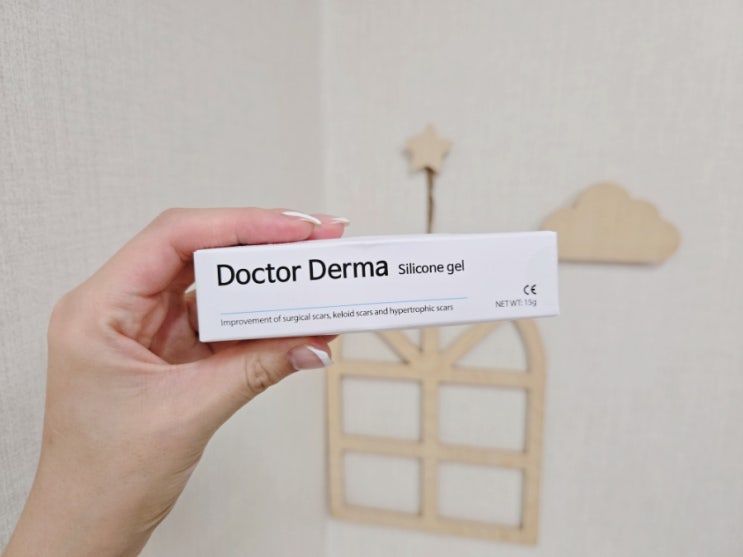 Doctor Derma Silicone gel
CE
NET WT: 15g
Improvement of surgical scars, keloid scars and hypertrophic scars